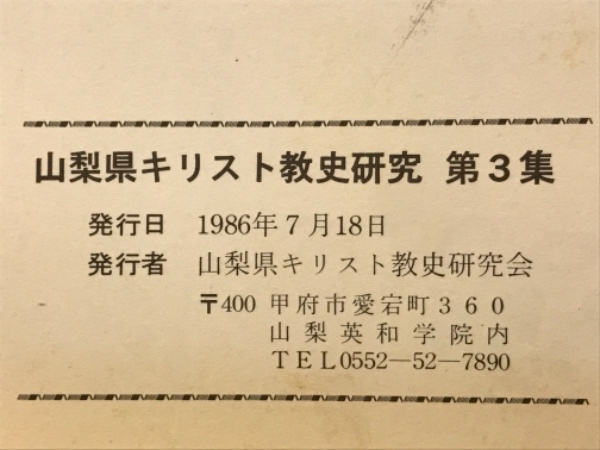 山梨県キリスト教史研究 第3集
発行日 1986年7月18日
発行者 山梨県キリスト教史研究会
〒400 甲府市愛宕町360
山梨英和学院内
TEL0552―52―7890